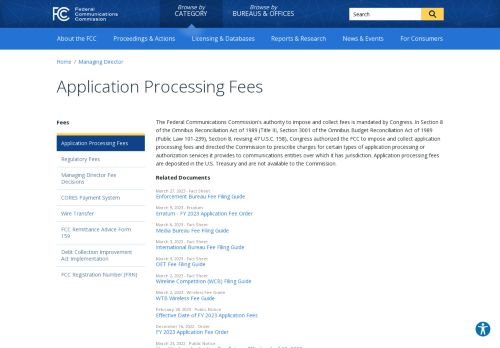 FCC Federal Communications Commission
Browse by CATEGORY
Browse by BUREAUS & OFFICES
Search
About the FCC
Proceedings & Actions
Licensing & Databases
Reports & Research
News & Events
For Consumers
Home / Managing Director
Application Processing Fees
Fees
Application Processing Fees
Regulatory Fees
Managing Director Fee Decisions
CORES Payment System
Wire Transfer
FCC Remittance Advice Form 159
Debt Collection Improvement Act Implementation
FCC Registration Number (FRN)
The Federal Communications Commission's authority to impose and collect fees is mandated by Congress. In Section 8
of the Omnibus Reconciliation Act of 1989 (Title III, Section 3001 of the Omnibus Budget Reconciliation Act of 1989
(Public Law 101-239), Section 8, revising 47 U.S.C. 158), Congress authorized the FCC to impose and collect application
processing fees and directed the Commission to prescribe charges for certain types of application processing or
authorization services it provides to communications entities over which it has jurisdiction. Application processing fees
are deposited in the U.S. Treasury and are not available to the Commission.
Related Documents
March 27, 2023 - Fact Sheet
Enforcement Bureau Fee Filing Guide
March 9, 2023 - Erratum
Erratum - FY 2023 Application Fee Order
March 6, 2023 - Fact Sheet
Media Bureau Fee Filing Guide
March 3, 2023 - Fact Sheet
International Bureau Fee Filing Guide
March 3, 2023 - Fact Sheet
OET Fee Filing Guide
March 2, 2023 - Fact Sheet
Wireline Competition (WCB) Filing Guide
March 2, 2023 - Wireless Fee Guide
WTB Wireless Fee Guide
February 28, 2023 - Public Notice
Effective Date of FY 2023 Application Fees
December 16, 2022 - Order
FY 2023 Application Fee Order
March 23, 2022 - Public Notice